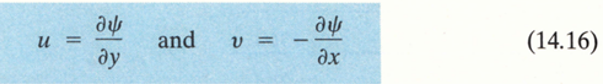 u = ∂ψ/∂y and v = − ∂ψ/∂x (14.16)